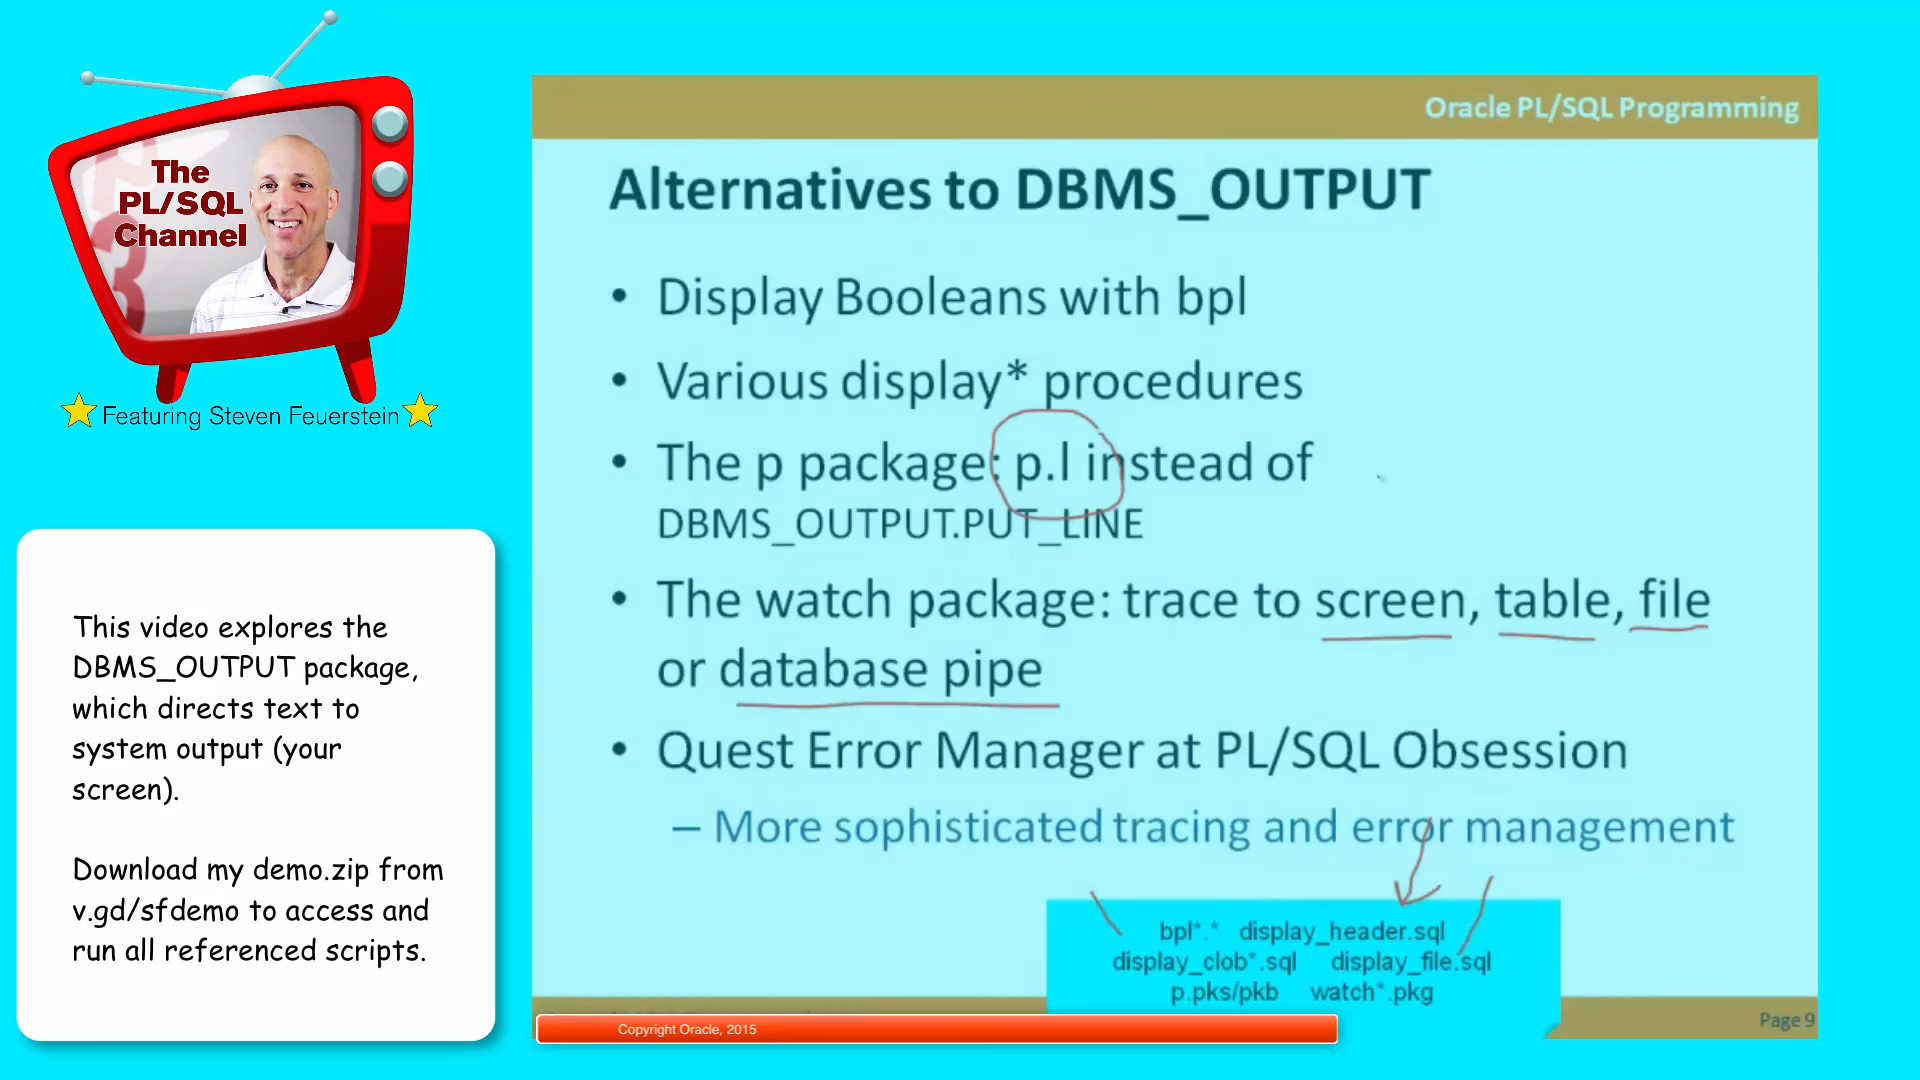 The
PL/SQL
Channel
Featuring Steven Feuerstein
This video explores the
DBMS_OUTPUT package,
which directs text to
system output (your
screen).
Download my demo.zip from
v.gd/sfdemo to access and
run all referenced scripts.
Oracle PL/SQL Programming
Alternatives to DBMS_OUTPUT
• Display Booleans with bpl
• Various display* procedures
• The p package: p.l instead of
DBMS_OUTPUT.PUT_LINE
• The watch package: trace to screen, table, file
or database pipe
• Quest Error Manager at PL/SQL Obsession
– More sophisticated tracing and error management
bpl*.* display_header.sql
display_clob*.sql display_file.sql
p.pks/pkb watch*.pkg
Copyright Oracle, 2015
Page 9